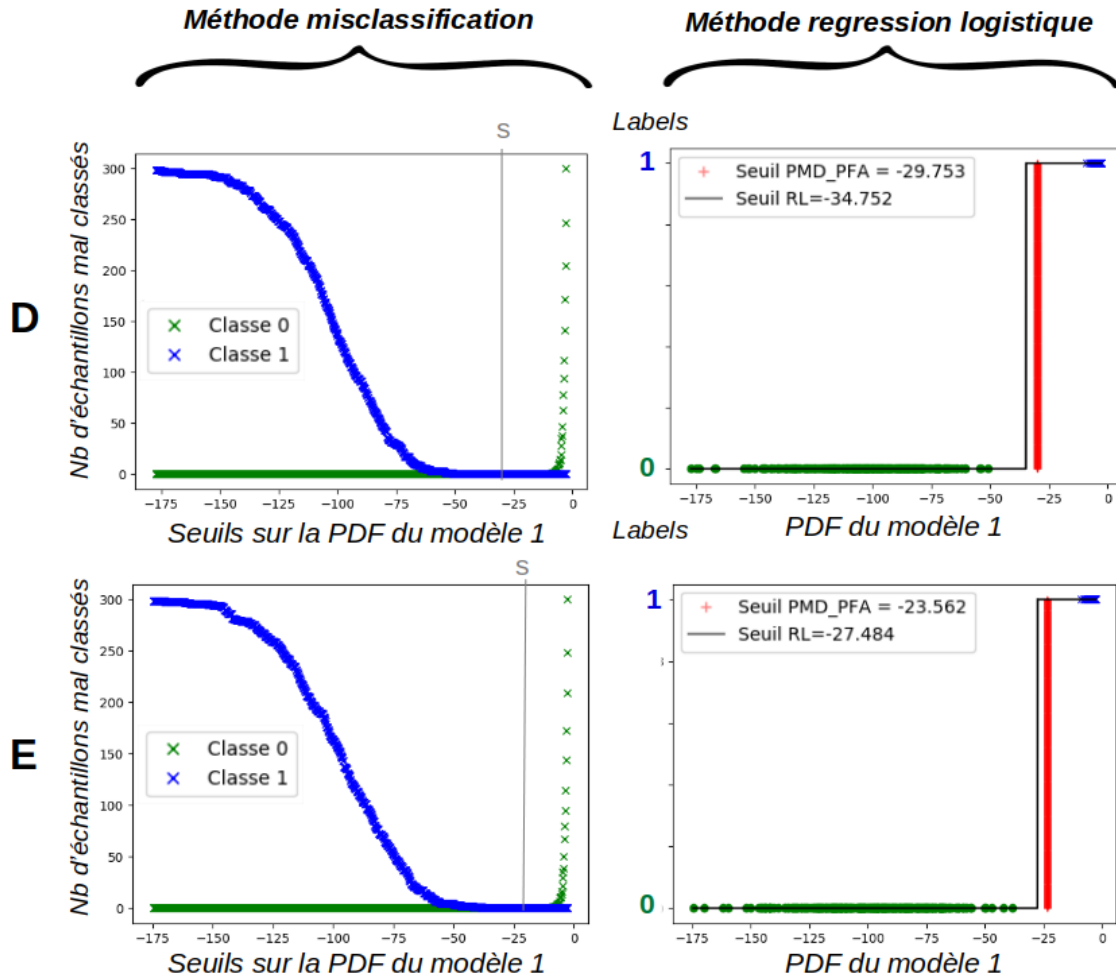 Méthode misclassification
Méthode regression logistique
D
S
Nb d'échantillons mal classés
300
250
200
150
100
50
0
Classe 0
Classe 1
−175 −150 −125 −100 −75 −50 −25 0
Seuils sur la PDF du modèle 1
Labels
1
0
Seuil PMD_PFA = -29.753
Seuil RL=-34.752
−175 −150 −125 −100 −75 −50 −25 0
PDF du modèle 1
E
S
Nb d'échantillons mal classés
300
250
200
150
100
50
0
Classe 0
Classe 1
−175 −150 −125 −100 −75 −50 −25 0
Seuils sur la PDF du modèle 1
Labels
1
0
Seuil PMD_PFA = -23.562
Seuil RL=-27.484
−175 −150 −125 −100 −75 −50 −25 0
PDF du modèle 1